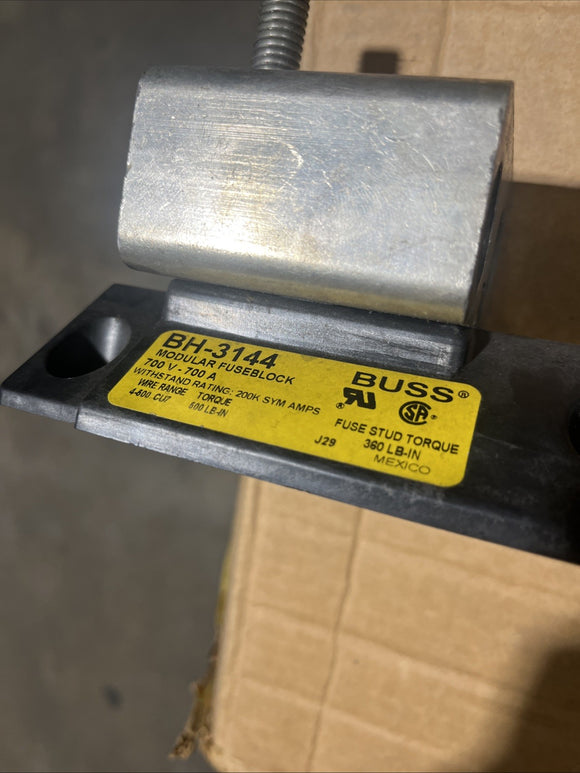 BH-3144
MODULAR FUSEBLOCK
700 V - 700 A
WITHSTAND RATING: 200K SYM AMPS
WIRE RANGE TORQUE
500 LB-IN
BUSS®
FUSE STUD TORQUE
360 LB-IN
J29
MEXICO